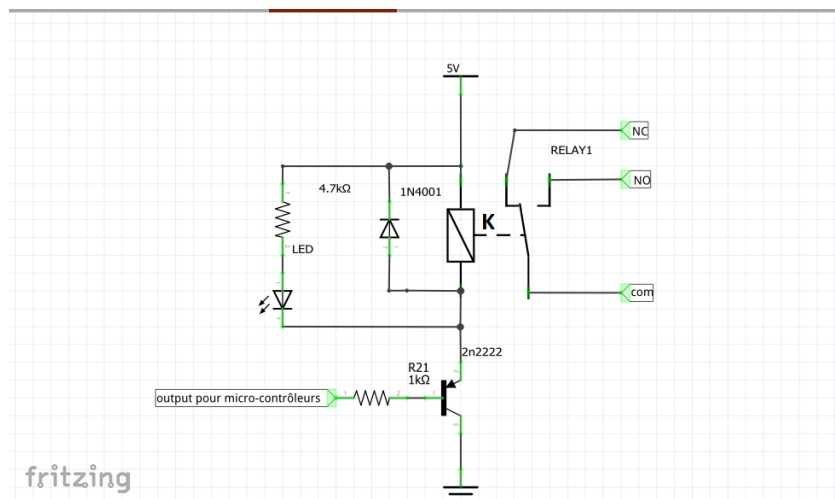 5V
NC
RELAY1
4.7kΩ
1N4001
NO
K
LED
com
2n2222
R21
1kΩ
output pour micro-contrôleurs
fritzing